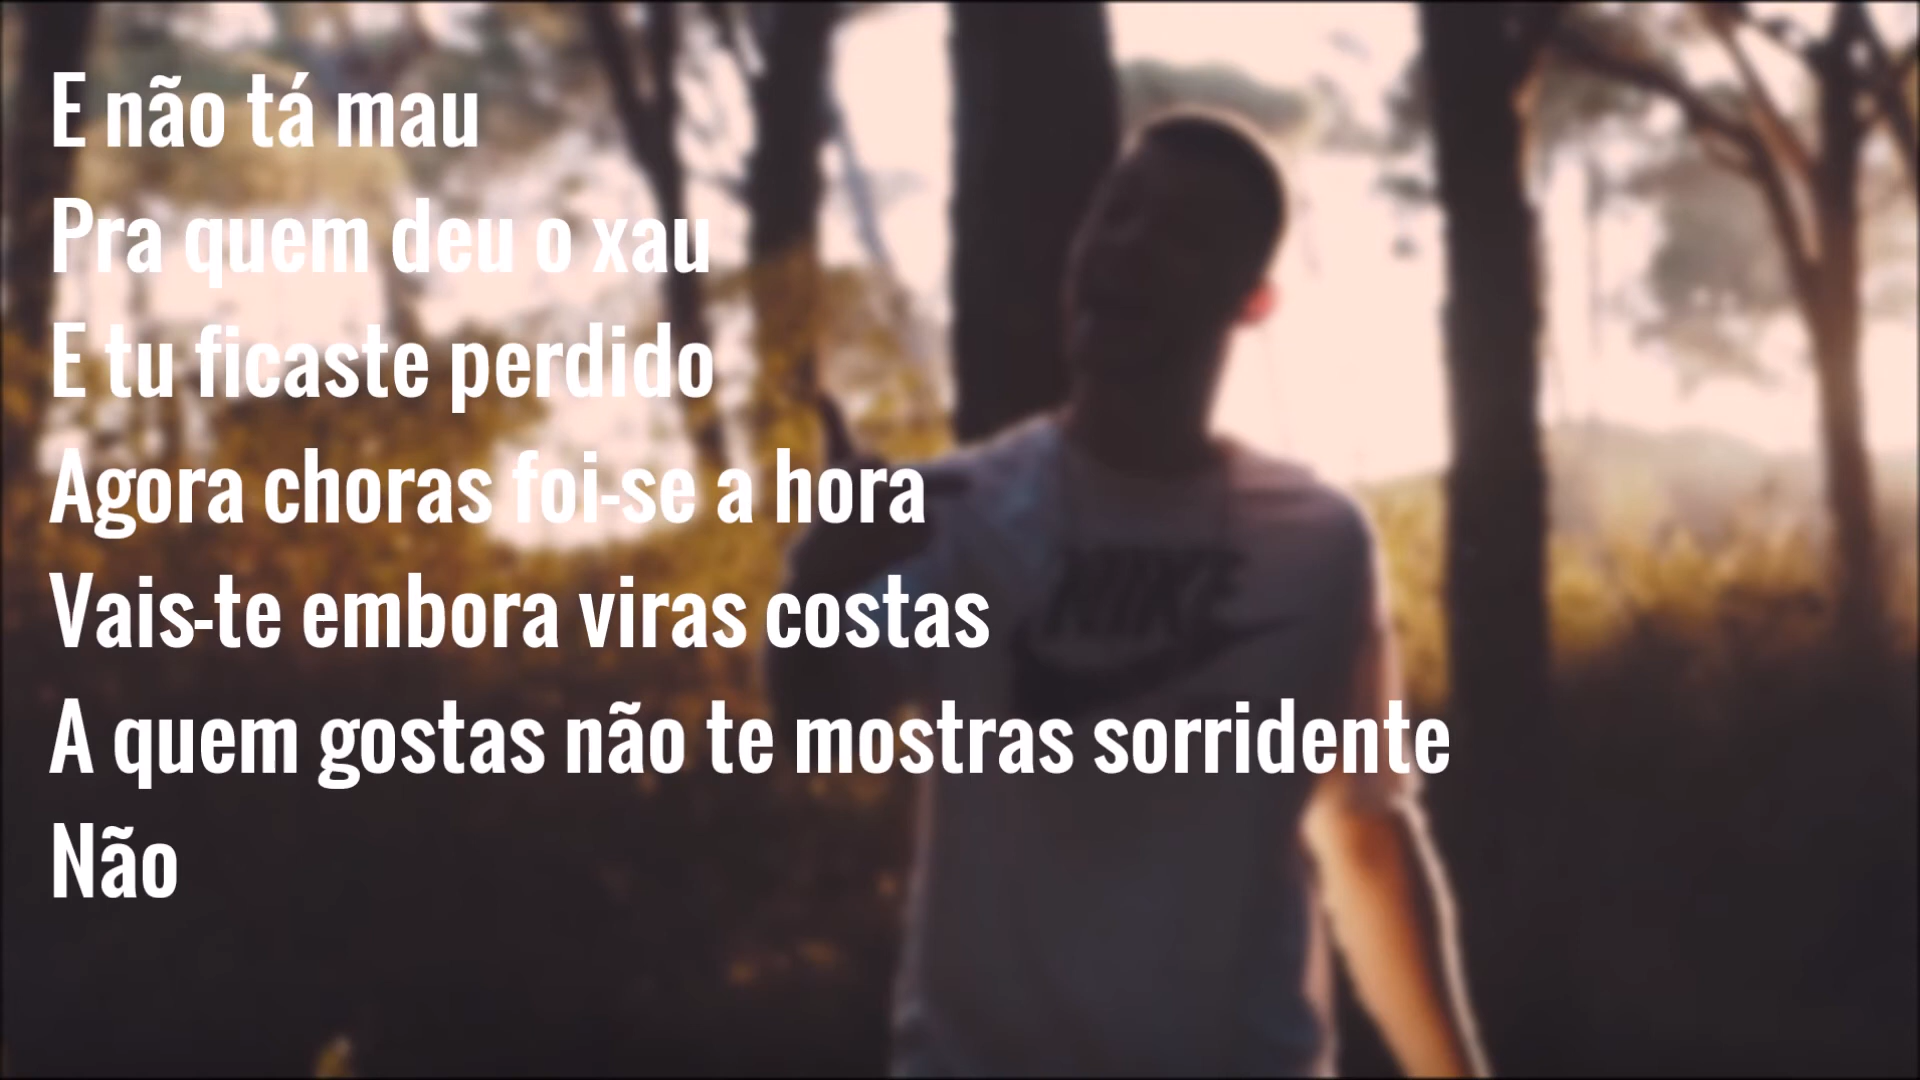 E não tá mau
Pra quem deu o xau
E tu ficaste perdido
Agora choras foi-se a hora
Vais-te embora viras costas
A quem gostas não te mostras sorridente
Não
NIKE